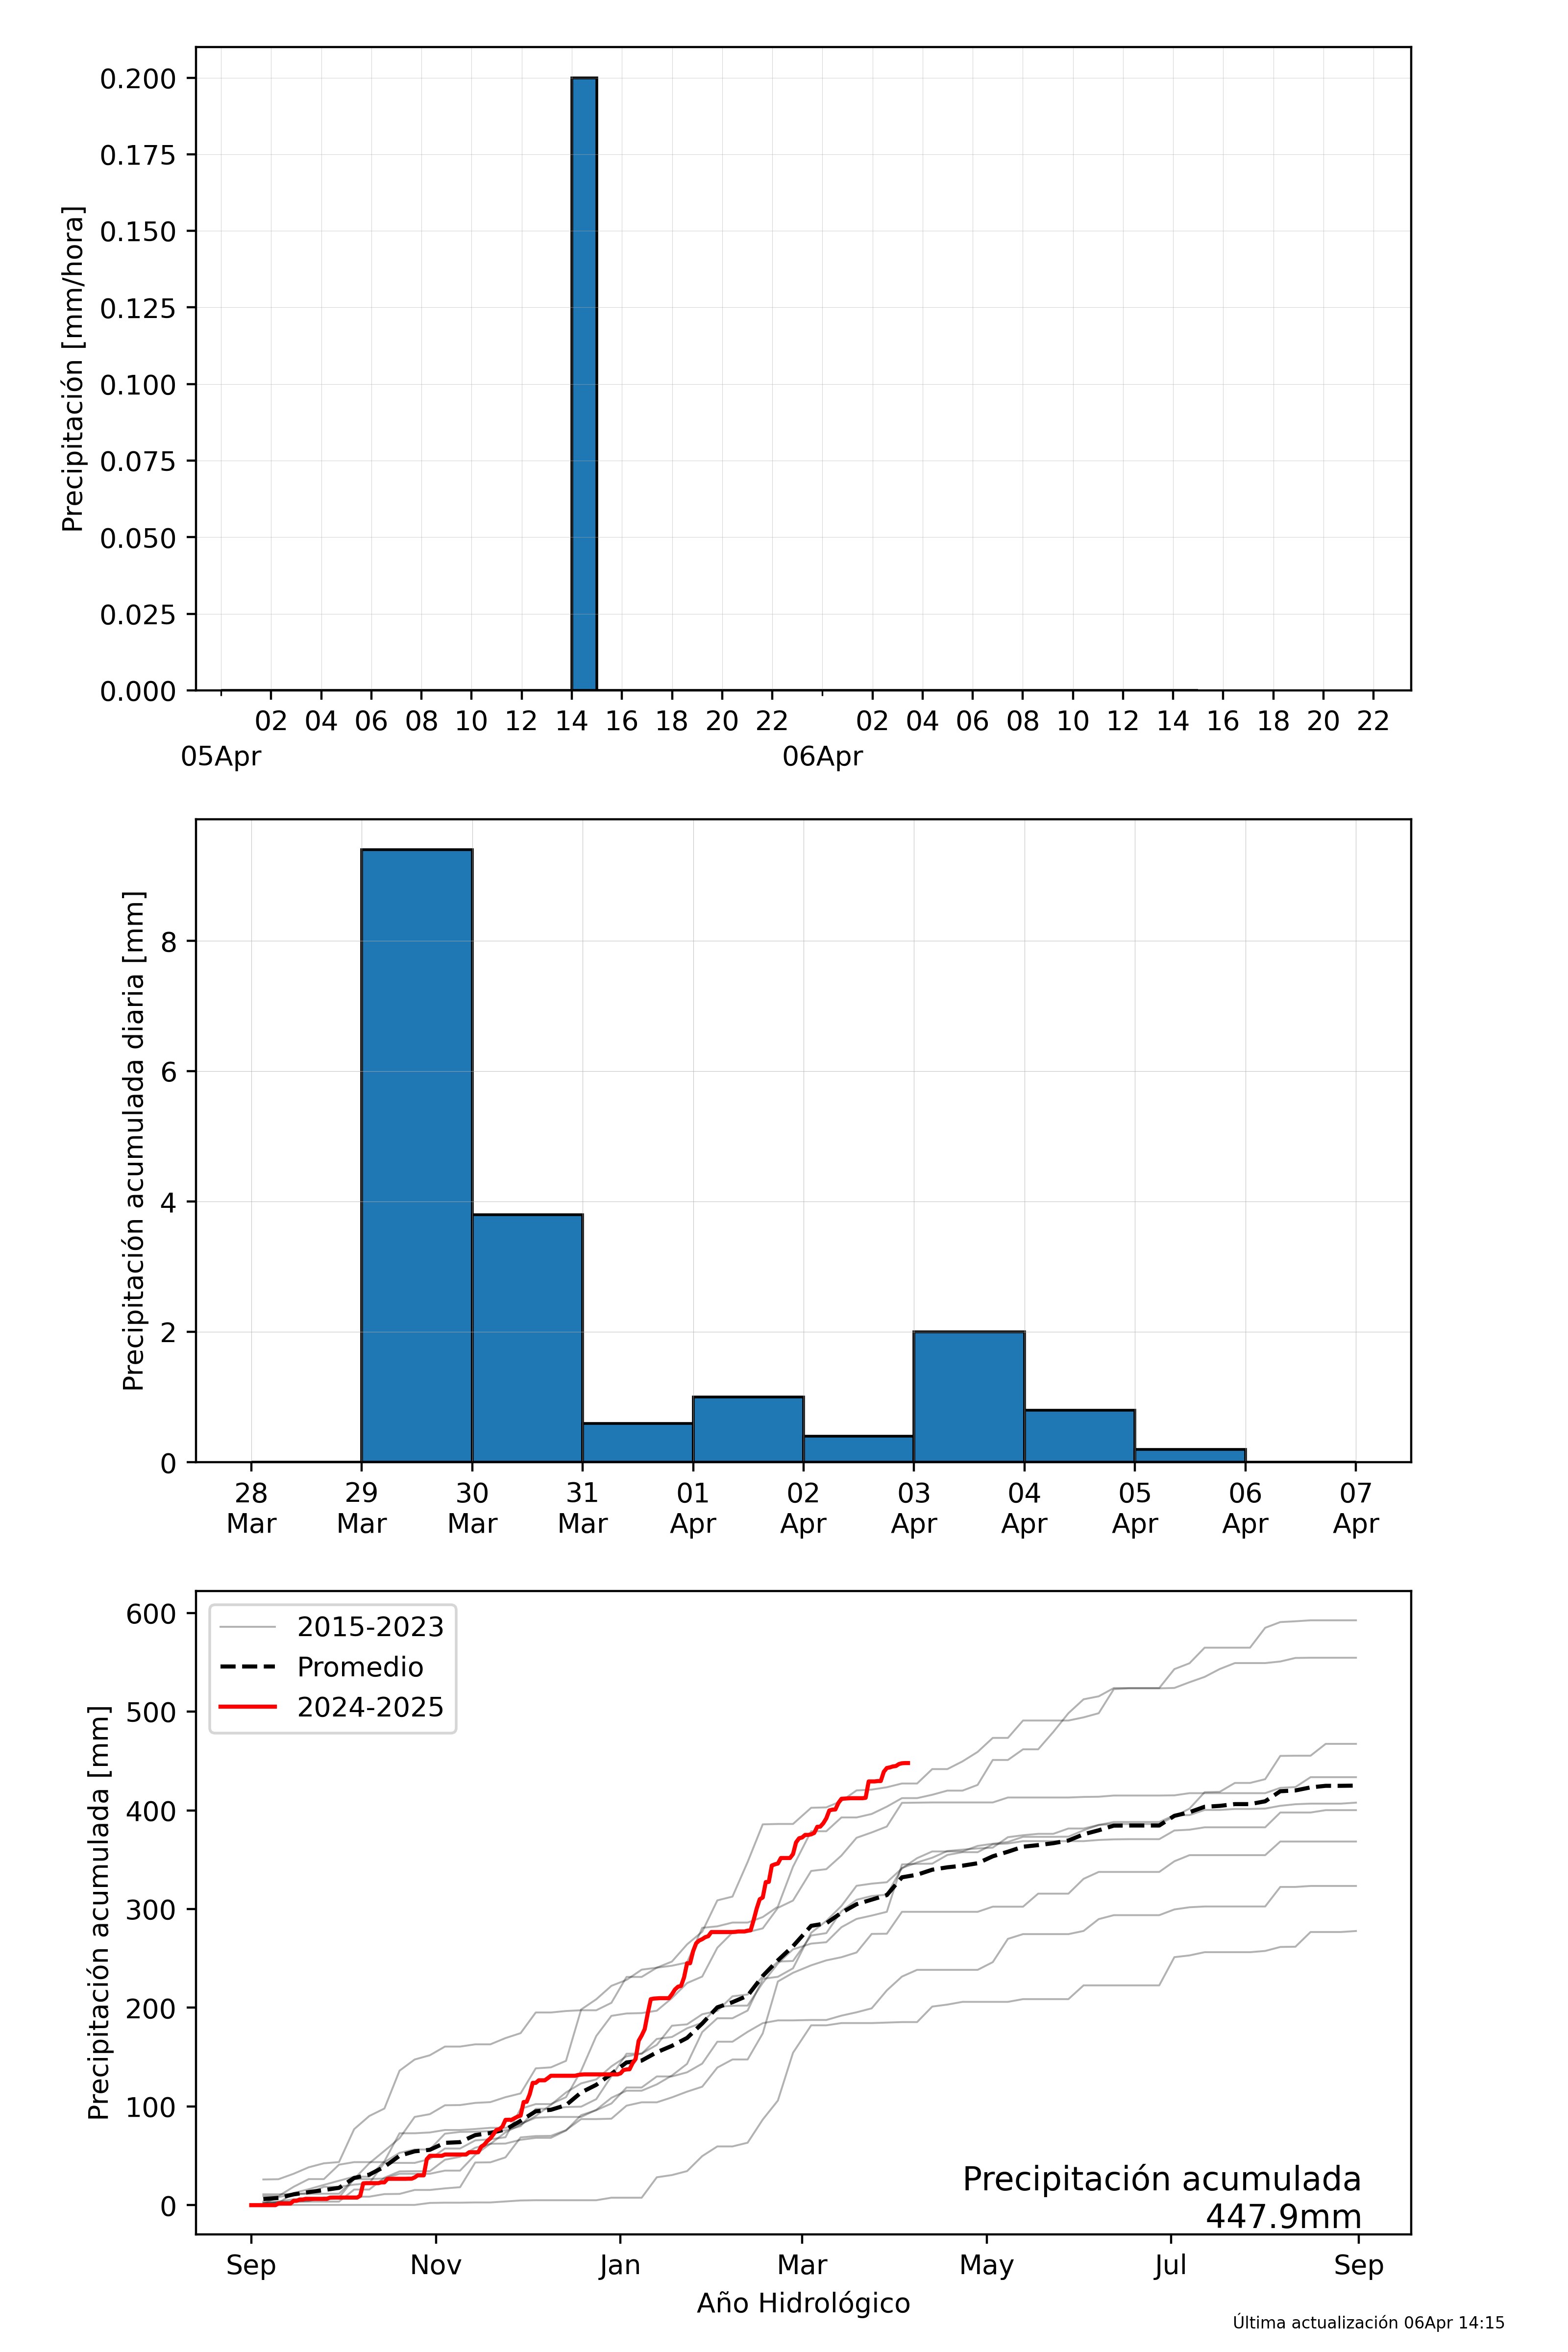 Precipitación [mm/hora]
0.200
0.175
0.150
0.125
0.100
0.075
0.050
0.025
0.000
02 04 06 08 10 12 14 16 18 20 22 02 04 06 08 10 12 14 16 18 20 22
05Apr 06Apr
Precipitación acumulada diaria [mm]
8
6
4
2
0
28 29 30 31 01 02 03 04 05 06 07
Mar Mar Mar Mar Apr Apr Apr Apr Apr Apr Apr
Precipitación acumulada [mm]
600
500
400
300
200
100
0
2015-2023
Promedio
2024-2025
Precipitación acumulada
447.9mm
Sep Nov Jan Mar May Jul Sep
Año Hidrológico
Última actualización 06Apr 14:15